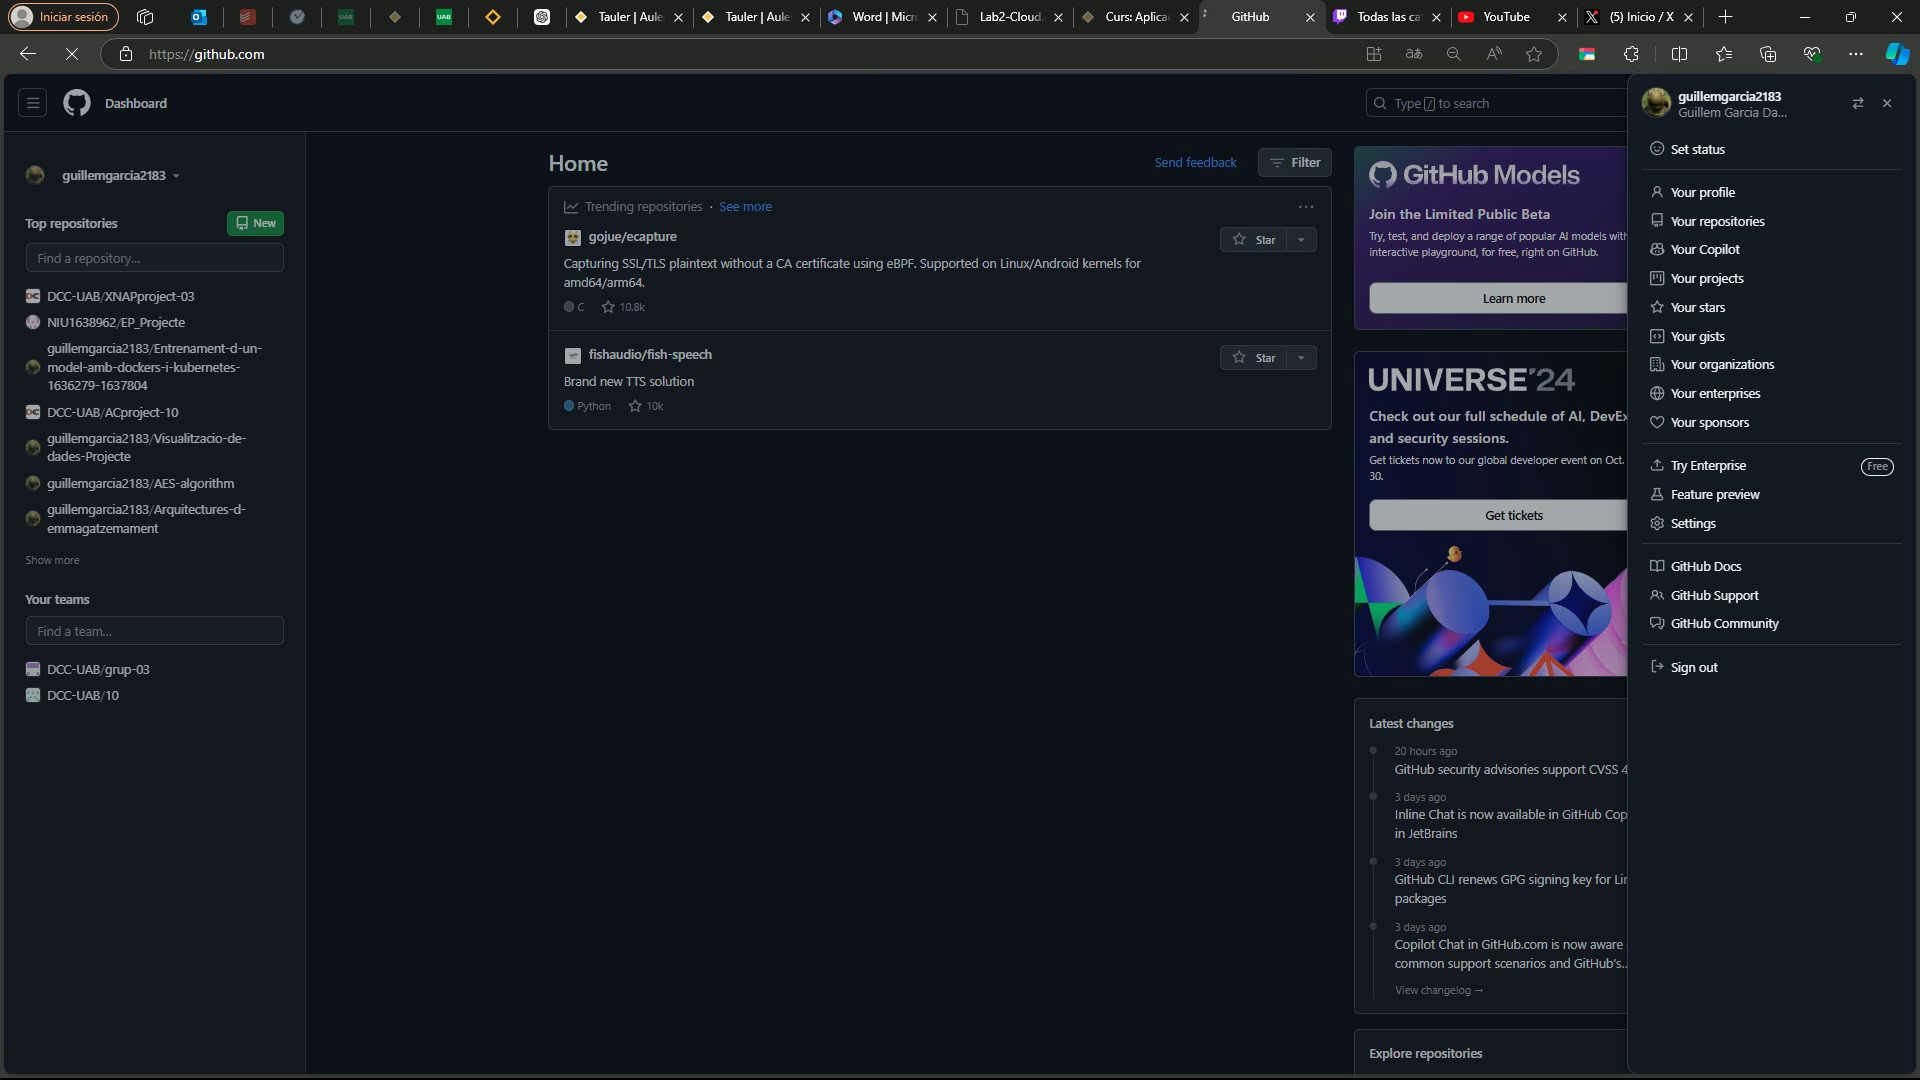 Iniciar sesión
Tauler | Aule
Tauler | Aule
Word | Micr
Lab2-Cloud.
Curs: Aplica
GitHub
Todas las ca
YouTube
(5) Inicio / X
https://github.com
Dashboard
Type / to search
guillemgarcia2183
Top repositories
New
Find a repository...
DCC-UAB/XNAPproject-03
NIU1638962/EP_Projecte
guillemgarcia2183/Entrenament-d-un-
model-amb-dockers-i-kubernetes-
1636279-1637804
DCC-UAB/ACproject-10
guillemgarcia2183/Visualitzacio-de-
dades-Projecte
guillemgarcia2183/AES-algorithm
guillemgarcia2183/Arquitectures-d-
emmagatzemament
Show more
Your teams
Find a team...
DCC-UAB/grup-03
DCC-UAB/10
Home
Send feedback
Filter
Trending repositories · See more
gojue/ecapture
Star
Capturing SSL/TLS plaintext without a CA certificate using eBPF. Supported on Linux/Android kernels for
amd64/arm64.
C
10.8k
fishaudio/fish-speech
Star
Brand new TTS solution
Python
10k
GitHub Models
Join the Limited Public Beta
Try, test, and deploy a range of popular AI models with
interactive playground, for free, right on GitHub.
Learn more
UNIVERSE'24
Check out our full schedule of AI, DevEx
and security sessions.
Get tickets now to our global developer event on Oct.
30.
Get tickets
Latest changes
20 hours ago
GitHub security advisories support CVSS 4
3 days ago
Inline Chat is now available in GitHub Cop
in JetBrains
3 days ago
GitHub CLI renews GPG signing key for Lin
packages
3 days ago
Copilot Chat in GitHub.com is now aware
common support scenarios and GitHub's..
View changelog →
Explore repositories
guillemgarcia2183
Guillem Garcia Da...
Set status
Your profile
Your repositories
Your Copilot
Your projects
Your stars
Your gists
Your organizations
Your enterprises
Your sponsors
Try Enterprise
Free
Feature preview
Settings
GitHub Docs
GitHub Support
GitHub Community
Sign out